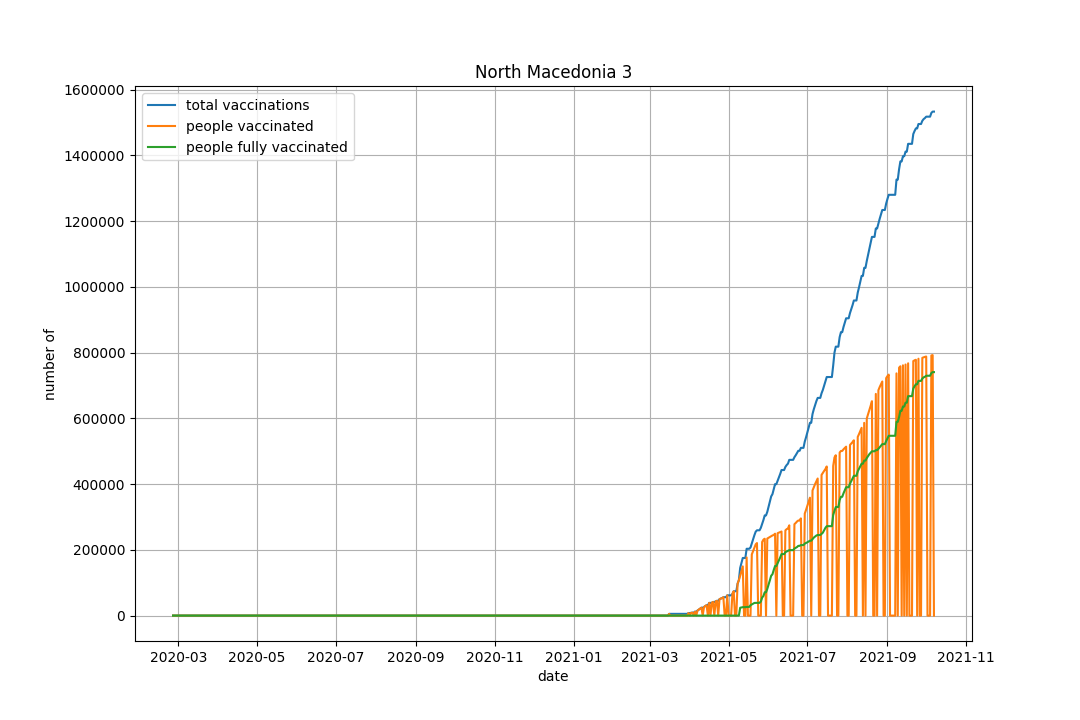 North Macedonia 3
total vaccinations
people vaccinated
people fully vaccinated
number of
1600000
1400000
1200000
1000000
800000
600000
400000
200000
0
2020-03 2020-05 2020-07 2020-09 2020-11 2021-01 2021-03 2021-05 2021-07 2021-09 2021-11
date